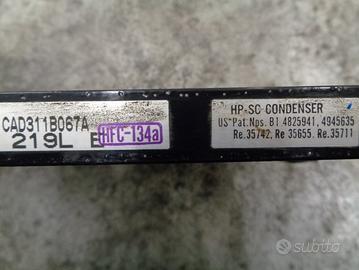 CAD311B067A
219L E HFC-134a
HP-SC CONDENSER
US Pat. Nps. B1 4825941, 4945635
Re.35742, Re 35655. Re.35711
subito